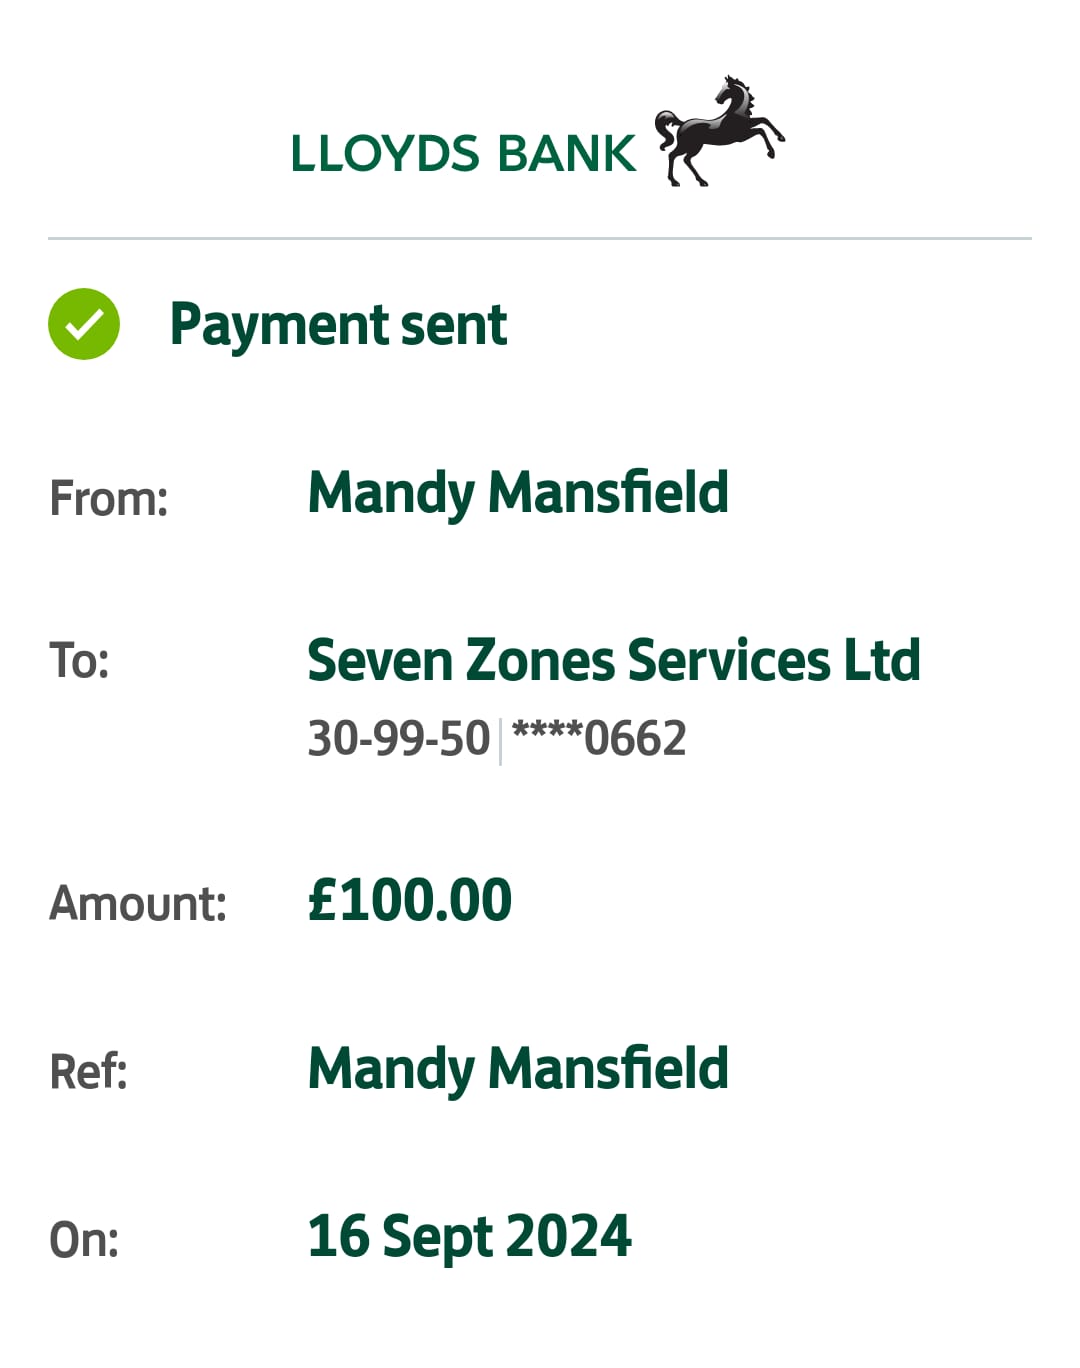 LLOYDS BANK
Payment sent
From: Mandy Mansfield
To: Seven Zones Services Ltd
30-99-50 | ****0662
Amount: £100.00
Ref: Mandy Mansfield
On: 16 Sept 2024